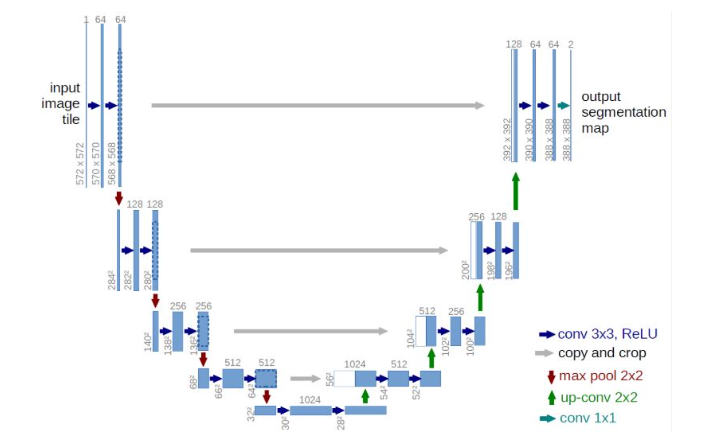 1 64 64
128 64 64 2
input
image
tile
output
segmentation
map
572 x 572
570 x 570
568 x 568
392 x 392
390 x 390
388 x 388
388 x 388
128 128
256 128
284²
282²
280²
200²
198²
196²
256 256
512 256
140²
138²
136²
104²
102²
100²
512 512
1024 512
68²
66²
64²
56²
54²
52²
1024
32²
30²
28²
conv 3x3, ReLU
copy and crop
max pool 2x2
up-conv 2x2
conv 1x1